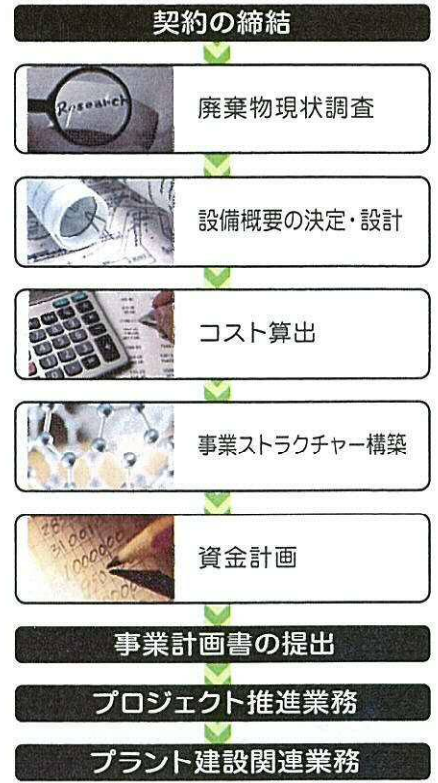 契約の締結
Research
廃棄物現状調査
設備概要の決定・設計
コスト算出
事業ストラクチャー構築
資金計画
1000000
事業計画書の提出
プロジェクト推進業務
プラント建設関連業務